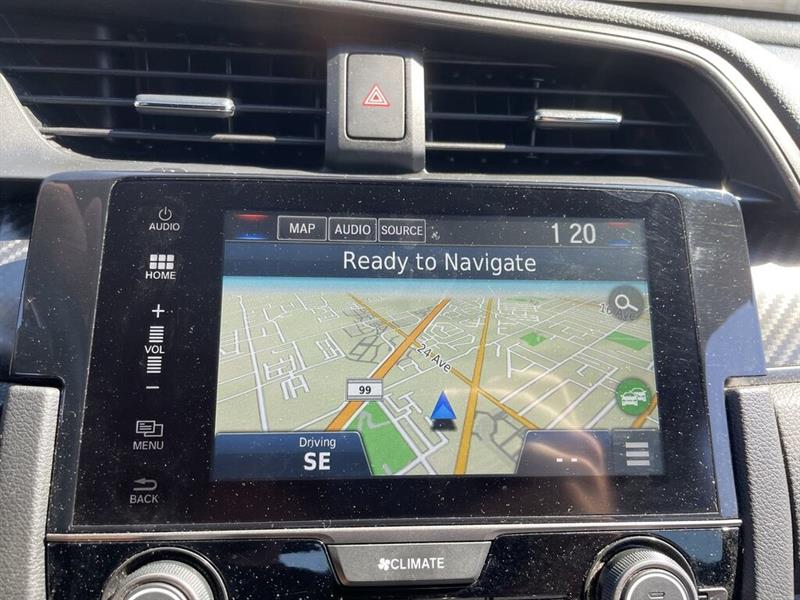 AUDIO
HOME
+
VOL
−
MENU
BACK
MAP AUDIO SOURCE 1 20
Ready to Navigate
16 Ave
24 Ave
99
Driving
SE
--
CLIMATE